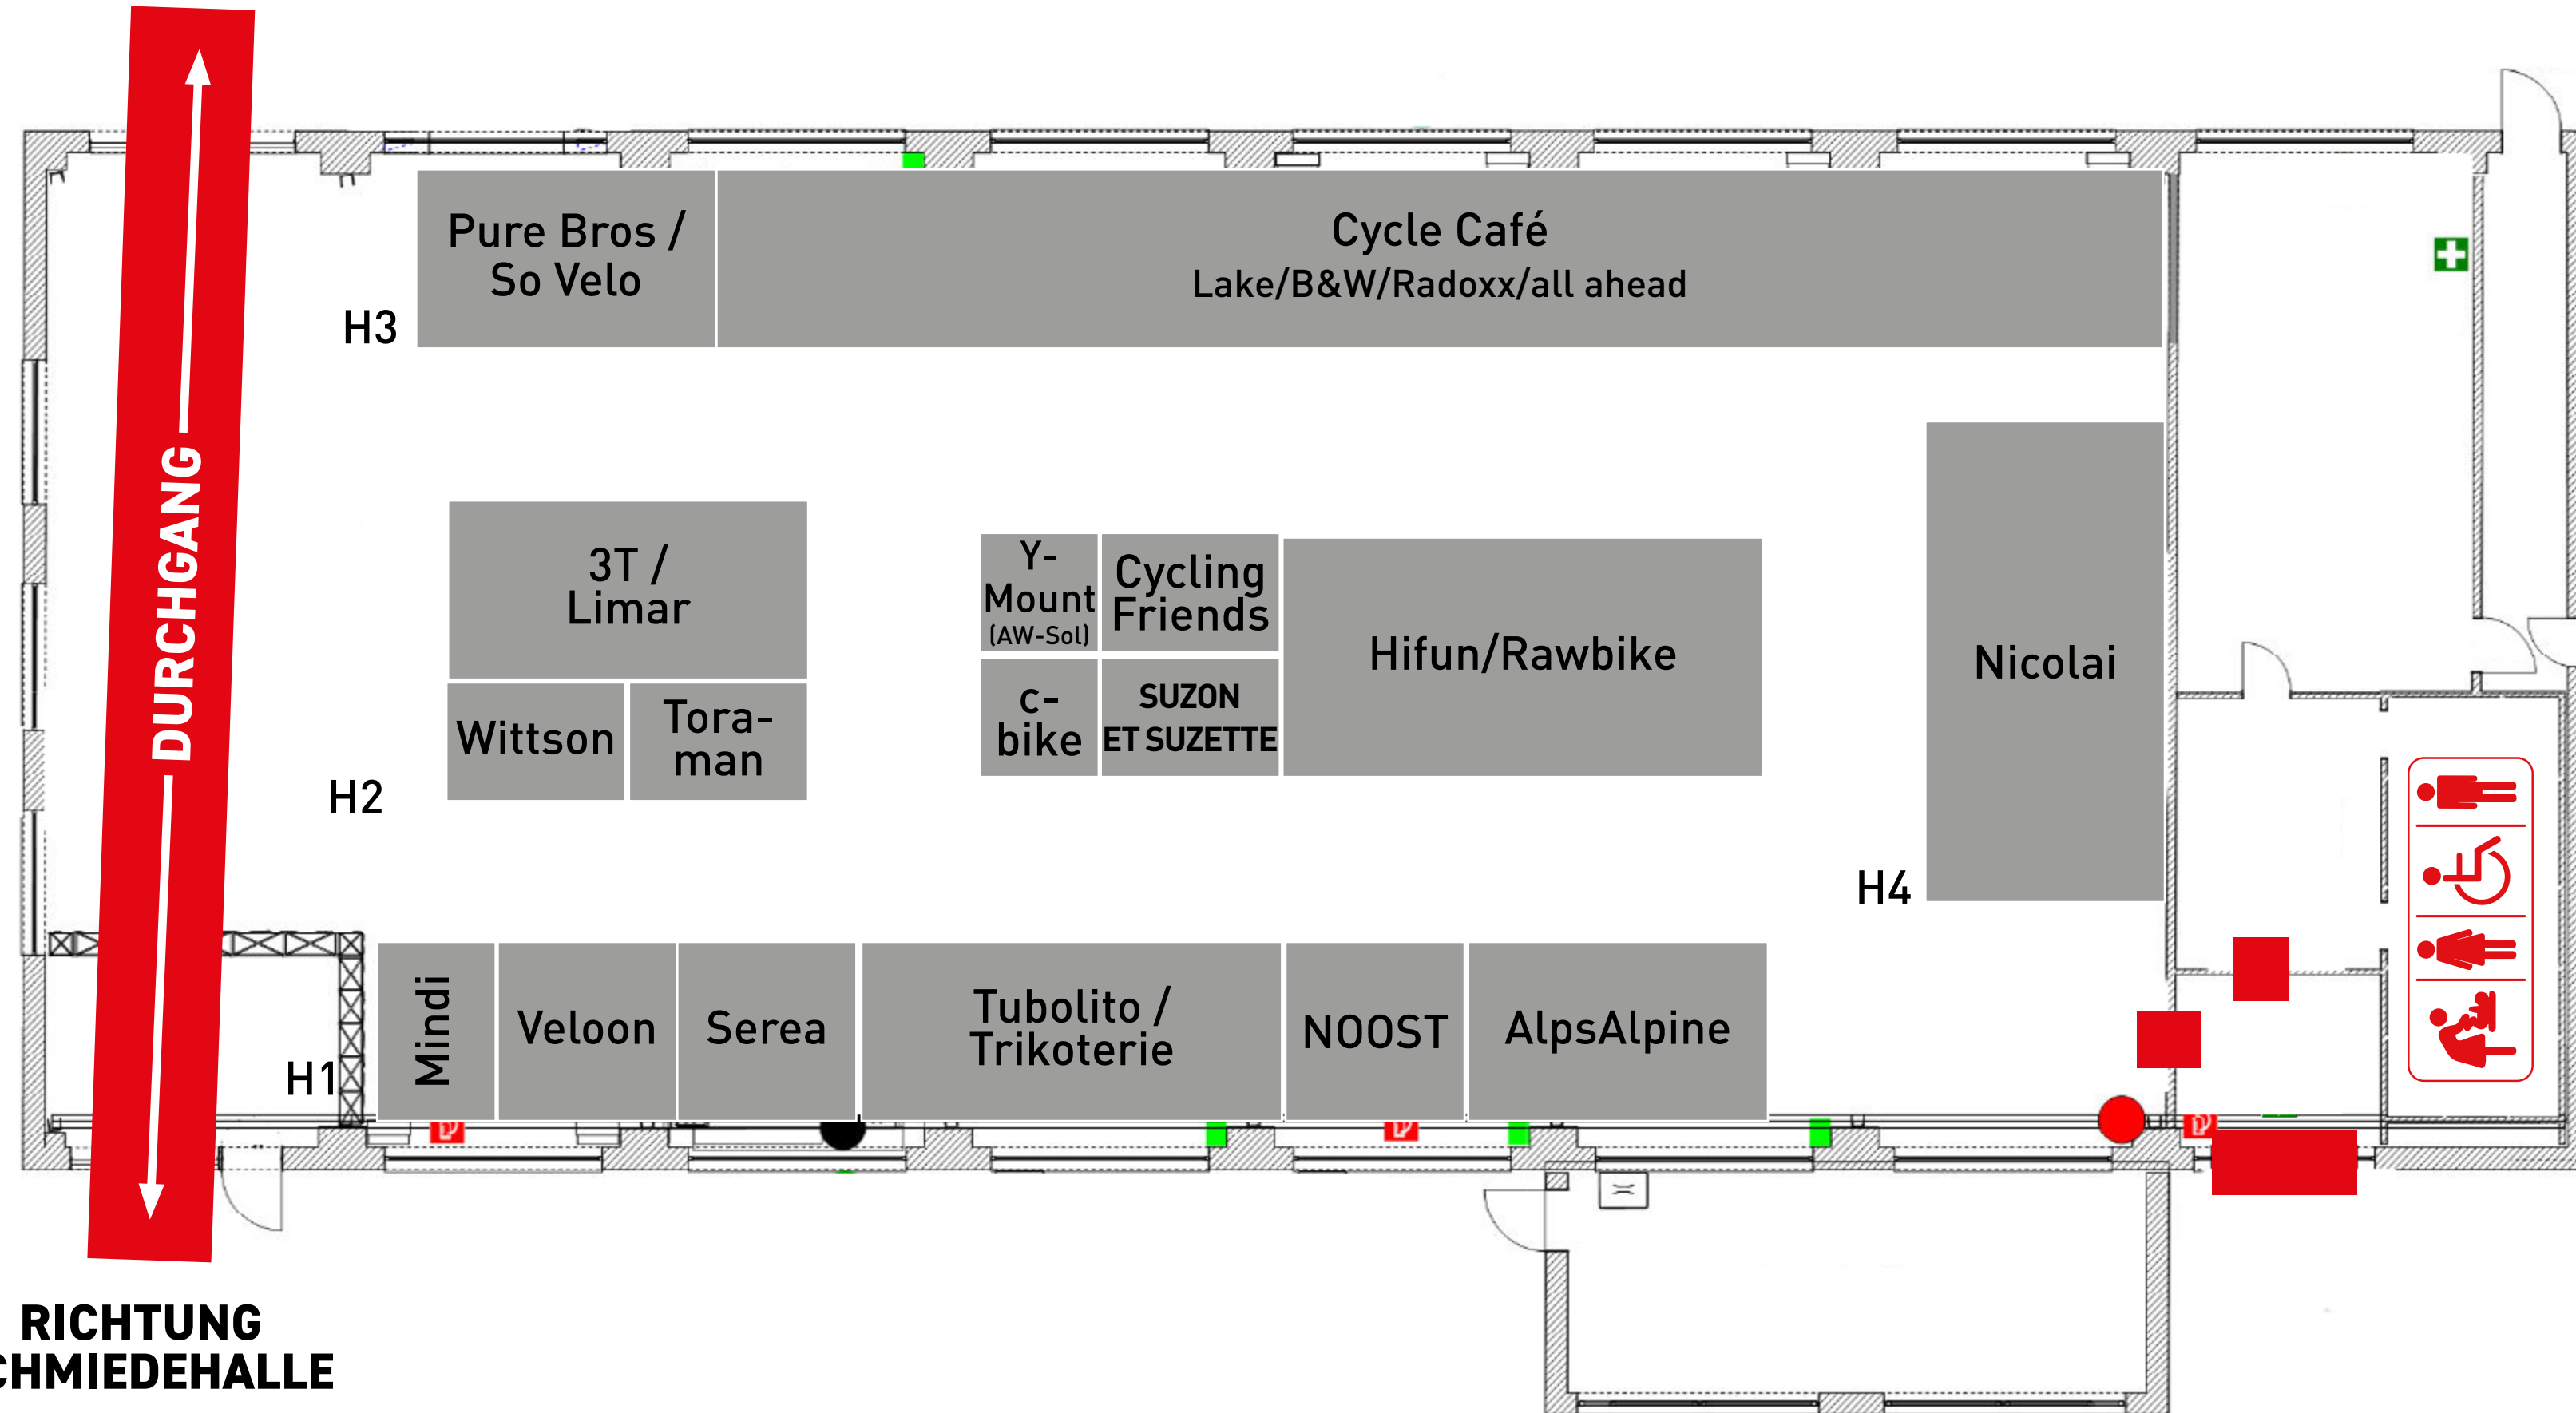 Pure Bros /
So Velo
Cycle Café
Lake/B&W/Radoxx/all ahead
H3
DURCHGANG
3T /
Limar
Wittson
Tora-
man
Y-
Mount
(AW-Sol)
Cycling
Friends
c-
bike
SUZON
ET SUZETTE
Hifun/Rawbike
Nicolai
H2
H4
H1
Mindi
Veloon
Serea
Tubolito /
Trikoterie
NOOST
AlpsAlpine
RICHTUNG
CHMIEDEHALLE